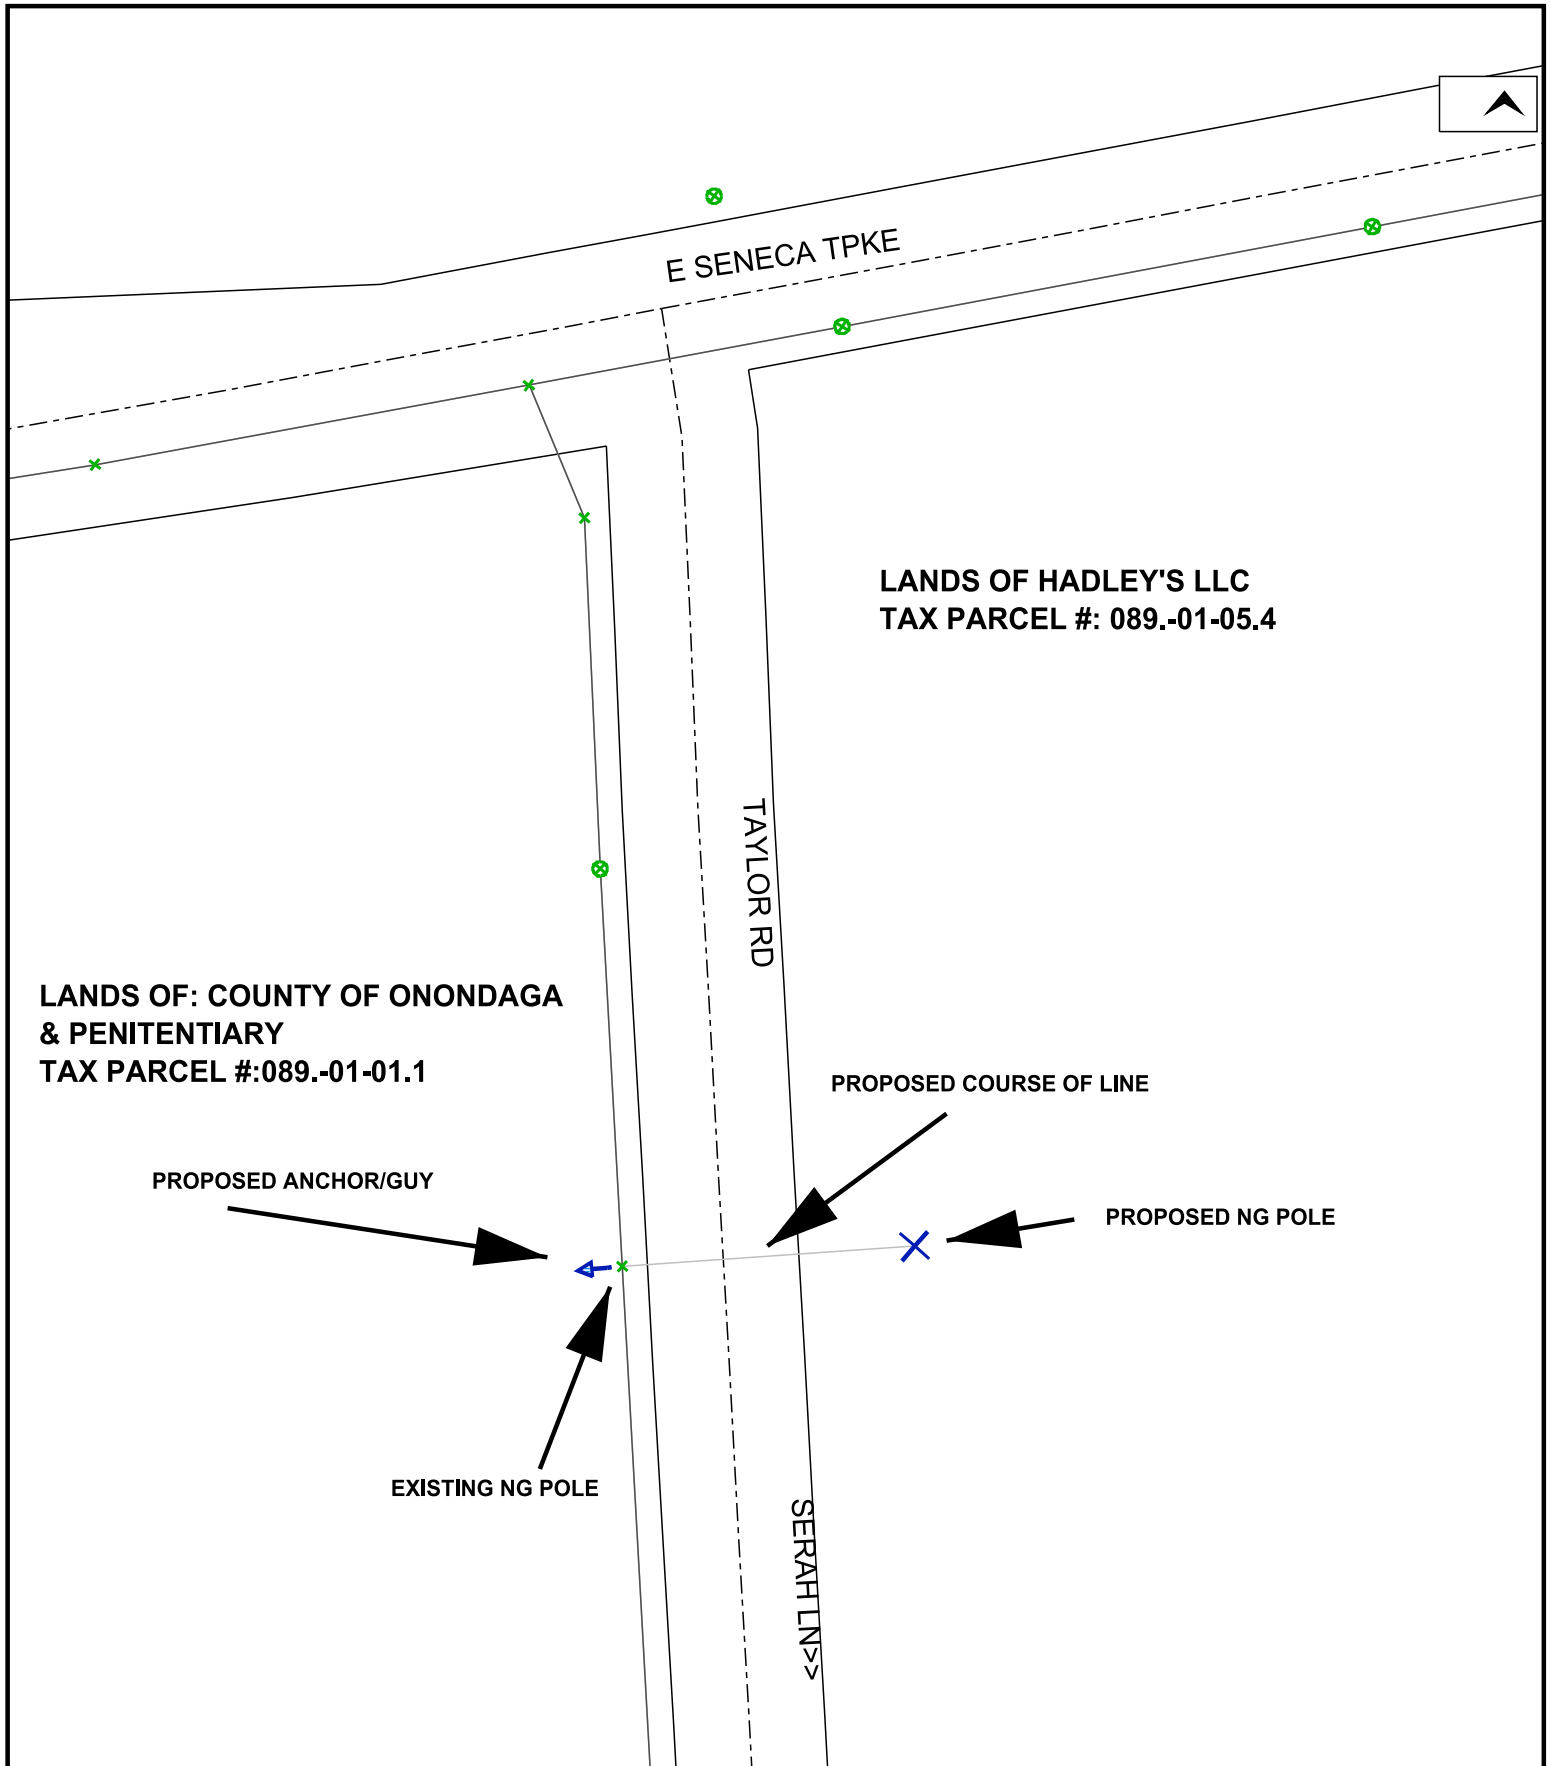 E SENECA TPKE
LANDS OF HADLEY'S LLC
TAX PARCEL #: 089.-01-05.4
TAYLOR RD
LANDS OF: COUNTY OF ONONDAGA
& PENITENTIARY
TAX PARCEL #:089.-01-01.1
PROPOSED COURSE OF LINE
PROPOSED ANCHOR/GUY
PROPOSED NG POLE
EXISTING NG POLE
SERAH LN>>